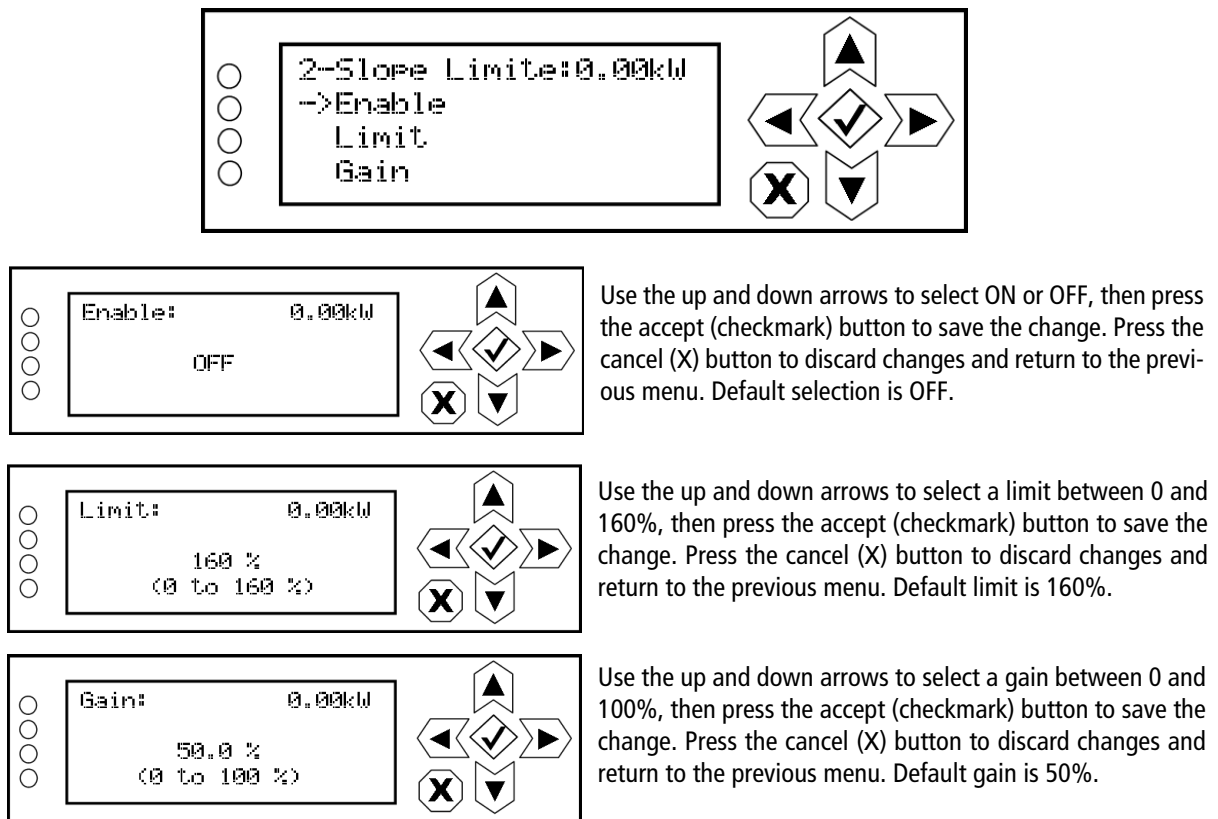 2-Slope Limite:0.00kW
->Enable
Limit
Gain
X
Enable: 0.00kW
OFF
X
Use the up and down arrows to select ON or OFF, then press
the accept (checkmark) button to save the change. Press the
cancel (X) button to discard changes and return to the previ-
ous menu. Default selection is OFF.
Limit: 0.00kW
160 %
(0 to 160 %)
X
Use the up and down arrows to select a limit between 0 and
160%, then press the accept (checkmark) button to save the
change. Press the cancel (X) button to discard changes and
return to the previous menu. Default limit is 160%.
Gain: 0.00kW
50.0 %
(0 to 100 %)
X
Use the up and down arrows to select a gain between 0 and
100%, then press the accept (checkmark) button to save the
change. Press the cancel (X) button to discard changes and
return to the previous menu. Default gain is 50%.